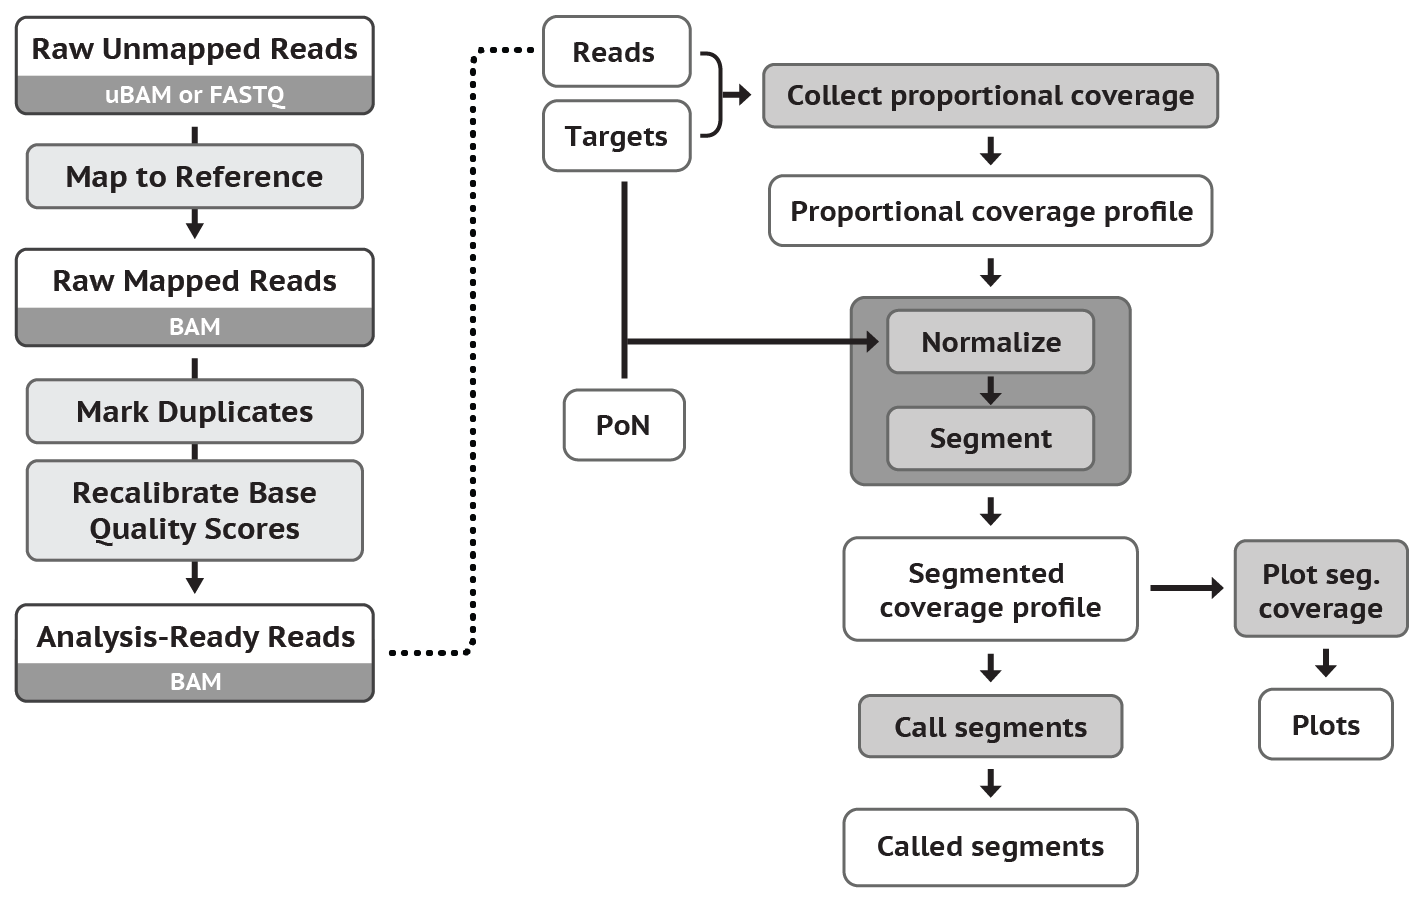 Raw Unmapped Reads
uBAM or FASTQ
Map to Reference
Raw Mapped Reads
BAM
Mark Duplicates
Recalibrate Base
Quality Scores
Analysis-Ready Reads
BAM
Reads
Targets
PoN
Collect proportional coverage
Proportional coverage profile
Normalize
Segment
Segmented
coverage profile
Call segments
Called segments
Plot seg.
coverage
Plots